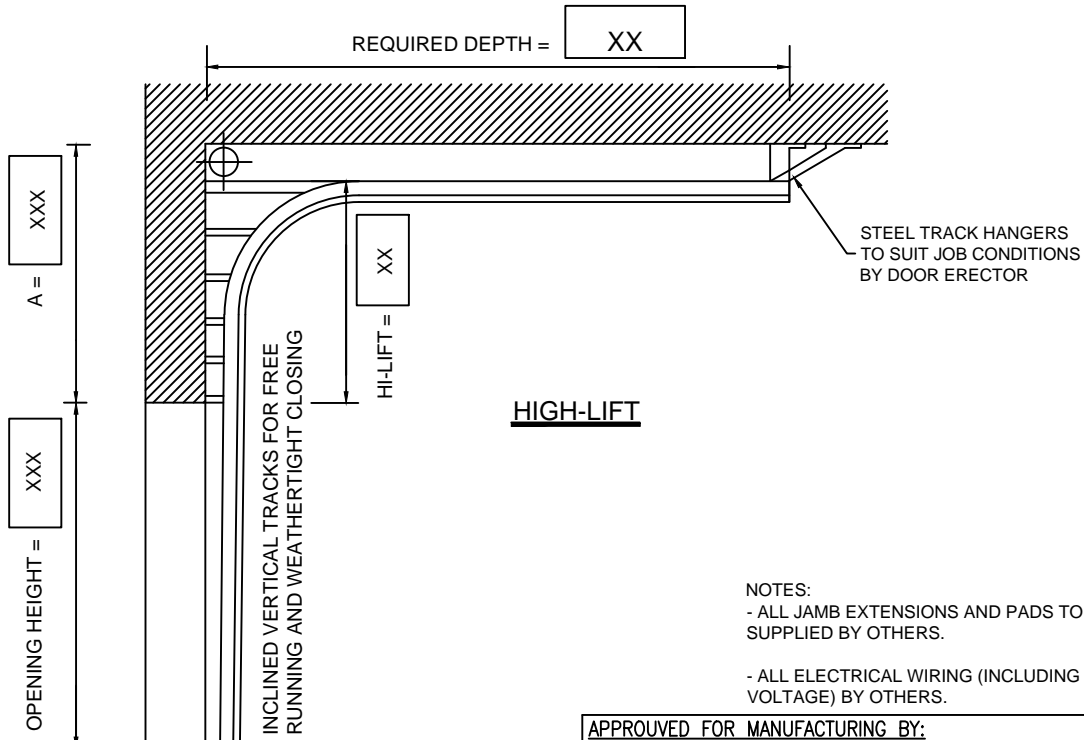 REQUIRED DEPTH = XX
A = XXX
HI-LIFT = XX
STEEL TRACK HANGERS
TO SUIT JOB CONDITIONS
BY DOOR ERECTOR
INCLINED VERTICAL TRACKS FOR FREE
RUNNING AND WEATHERTIGHT CLOSING
HIGH-LIFT
OPENING HEIGHT = XXX
NOTES:
- ALL JAMB EXTENSIONS AND PADS TO
SUPPLIED BY OTHERS.
- ALL ELECTRICAL WIRING (INCLUDING
VOLTAGE) BY OTHERS.
APPROUVED FOR MANUFACTURING BY: